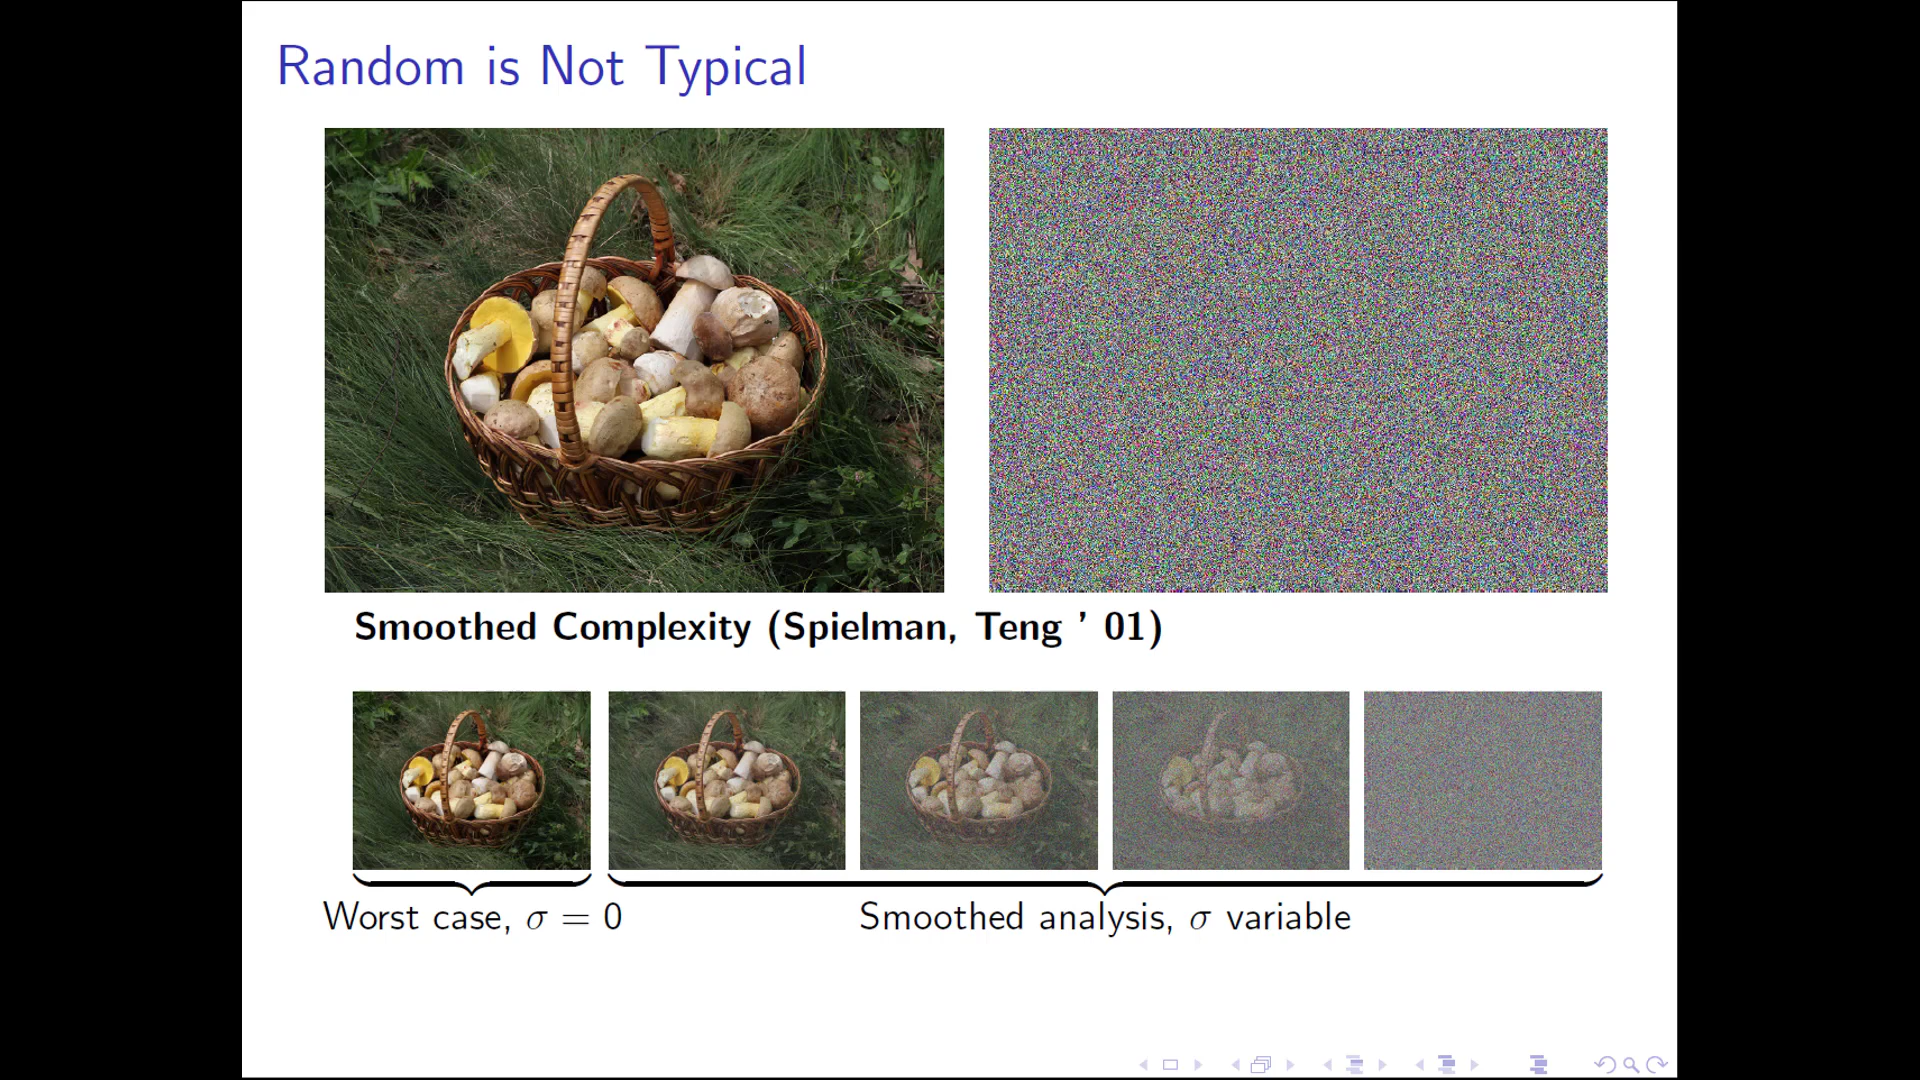 Random is Not Typical
Smoothed Complexity (Spielman, Teng ’ 01)
Worst case, σ = 0
Smoothed analysis, σ variable